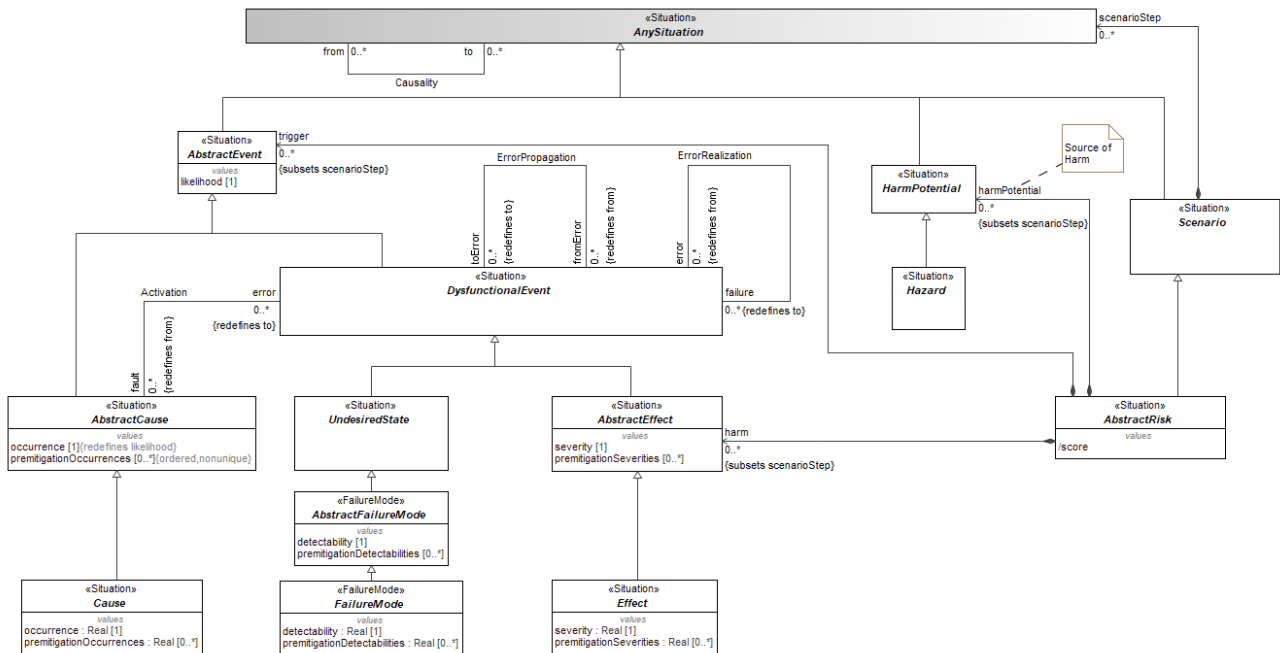 «Situation»
AnySituation
scenarioStep
0..*
from
0..*
to
0..*
Causality
«Situation»
AbstractEvent
values
likelihood [1]
trigger
0..*
{subsets scenarioStep}
ErrorPropagation
toError
0..*
{redefines to}
fromError
0..*
{redefines from}
ErrorRealization
error
0..*
{redefines from}
Source of
Harm
«Situation»
HarmPotential
harmPotential
0..*
{subsets scenarioStep}
«Situation»
Scenario
«Situation»
Hazard
«Situation»
DysfunctionalEvent
Activation
error
0..*
{redefines to}
failure
0..*
{redefines to}
fault
0..*
{redefines from}
«Situation»
AbstractCause
values
occurrence [1]{redefines likelihood}
premitigationOccurrences [0..*]{ordered,nonunique}
«Situation»
UndesiredState
«Situation»
AbstractEffect
values
severity [1]
premitigationSeverities [0..*]
harm
0..*
{subsets scenarioStep}
«Situation»
AbstractRisk
values
/score
«FailureMode»
AbstractFailureMode
values
detectability [1]
premitigationDetectabilities [0..*]
«Situation»
Cause
values
occurrence : Real [1]
premitigationOccurrences : Real [0..*]
«FailureMode»
FailureMode
values
detectability : Real [1]
premitigationDetectabilities : Real [0..*]
«Situation»
Effect
values
severity : Real [1]
premitigationSeverities : Real [0..*]